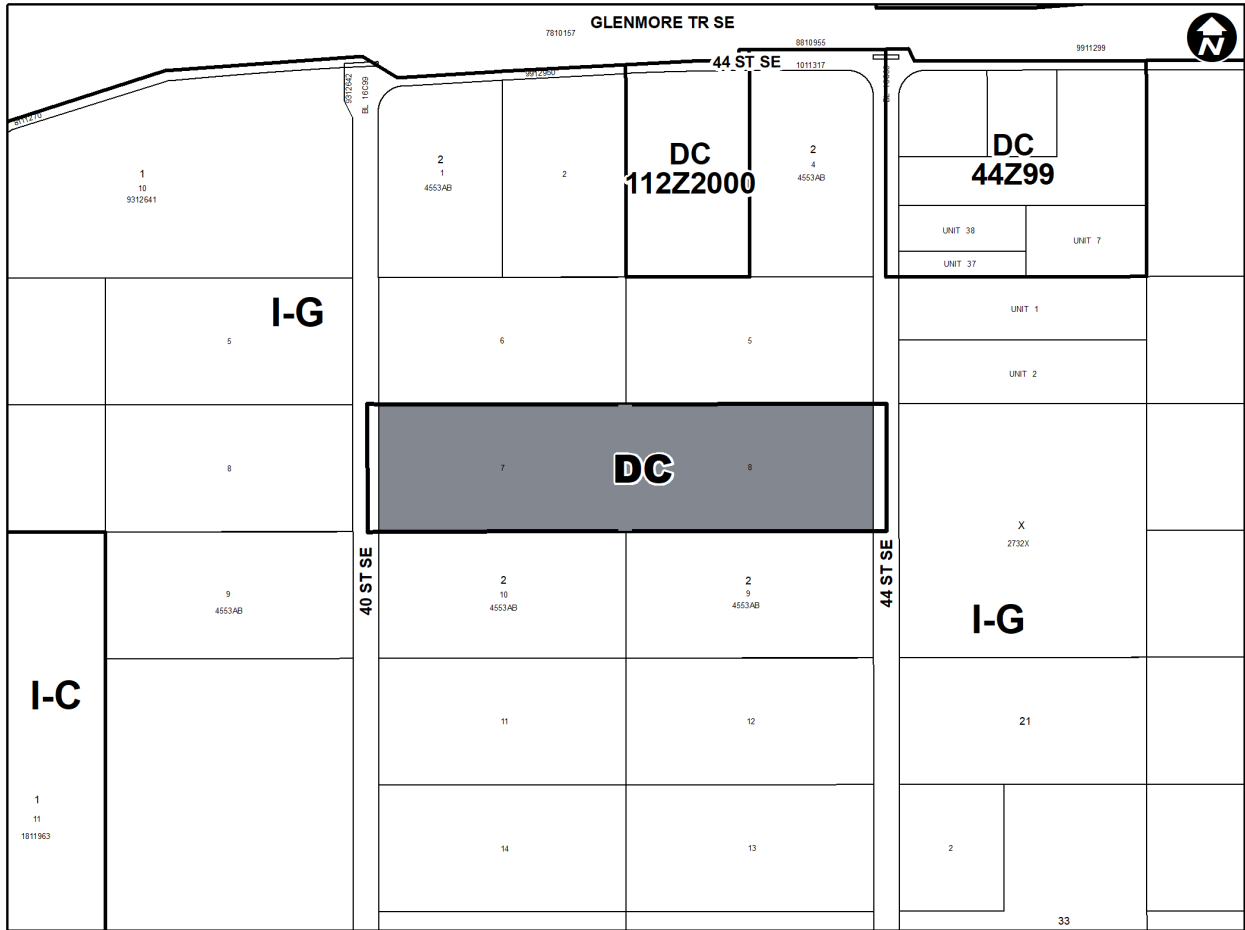 GLENMORE TR SE
7810157
N
8810955
9911299
44 ST SE
9912960
1011317
9312642
BL 16C99
8111270
DC
112Z2000
DC
44Z99
1
10
9312641
2
1
4553AB
2
2
4
4553AB
UNIT 38
UNIT 7
UNIT 37
I-G
UNIT 1
5
6
5
UNIT 2
8
7
DC
8
X
2732X
40 ST SE
44 ST SE
9
4553AB
2
10
4553AB
2
9
4553AB
I-G
I-C
11
12
21
1
11
1811963
14
13
2
33